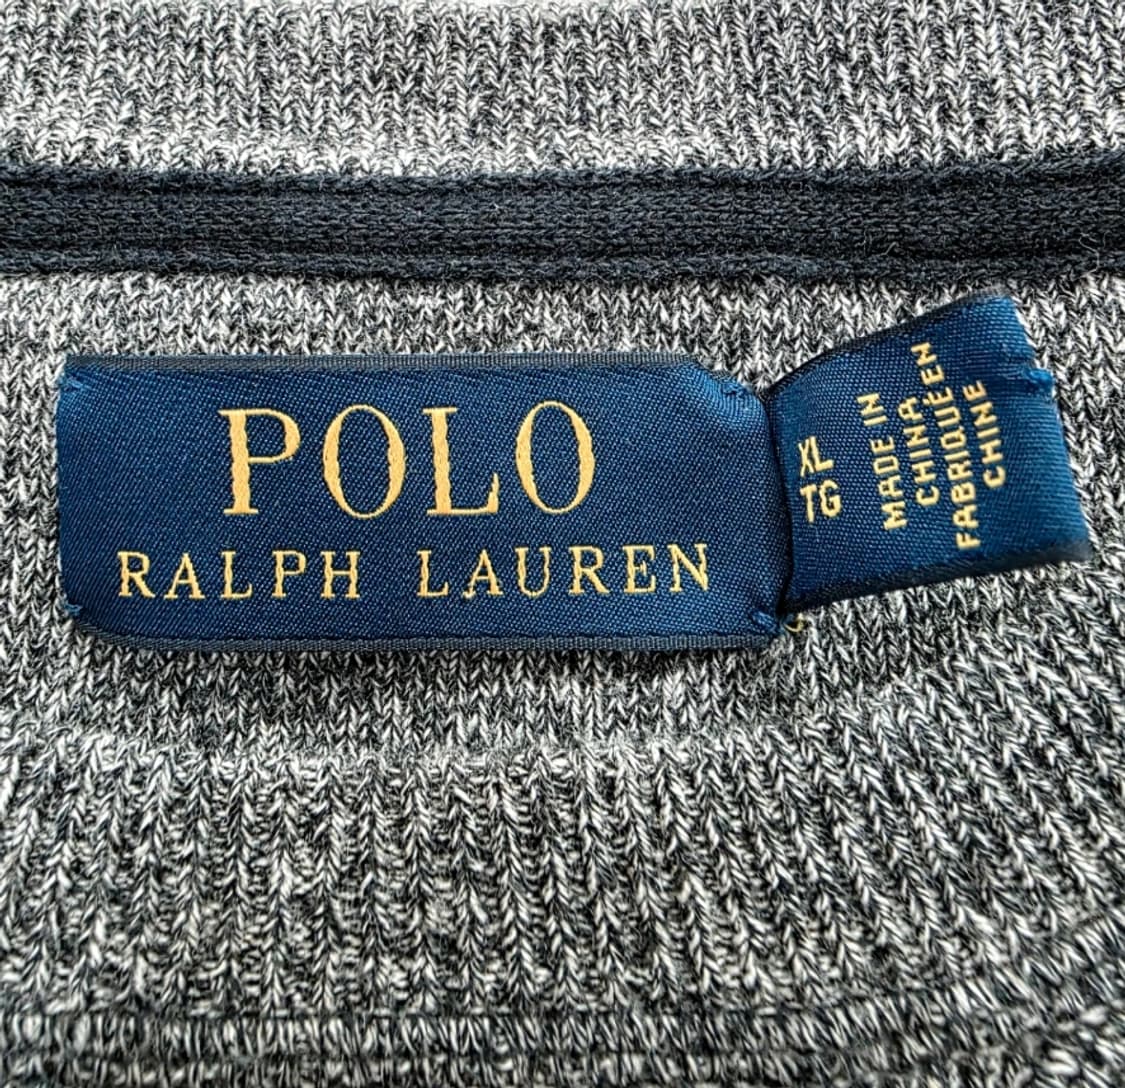 POLO
RALPH LAUREN
XL
TG
MADE IN
CHINA
FABRIQUÉ EN
CHINE